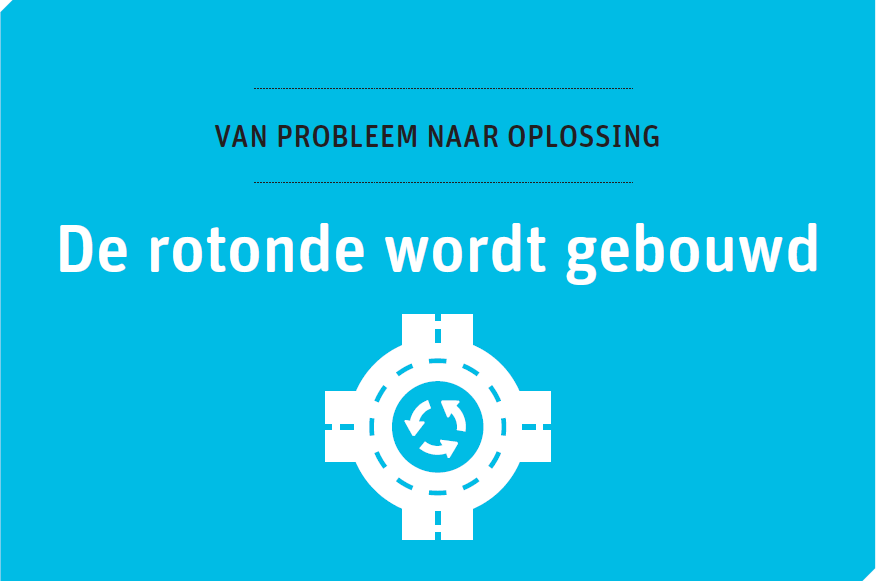 VAN PROBLEEM NAAR OPLOSSING
De rotonde wordt gebouwd